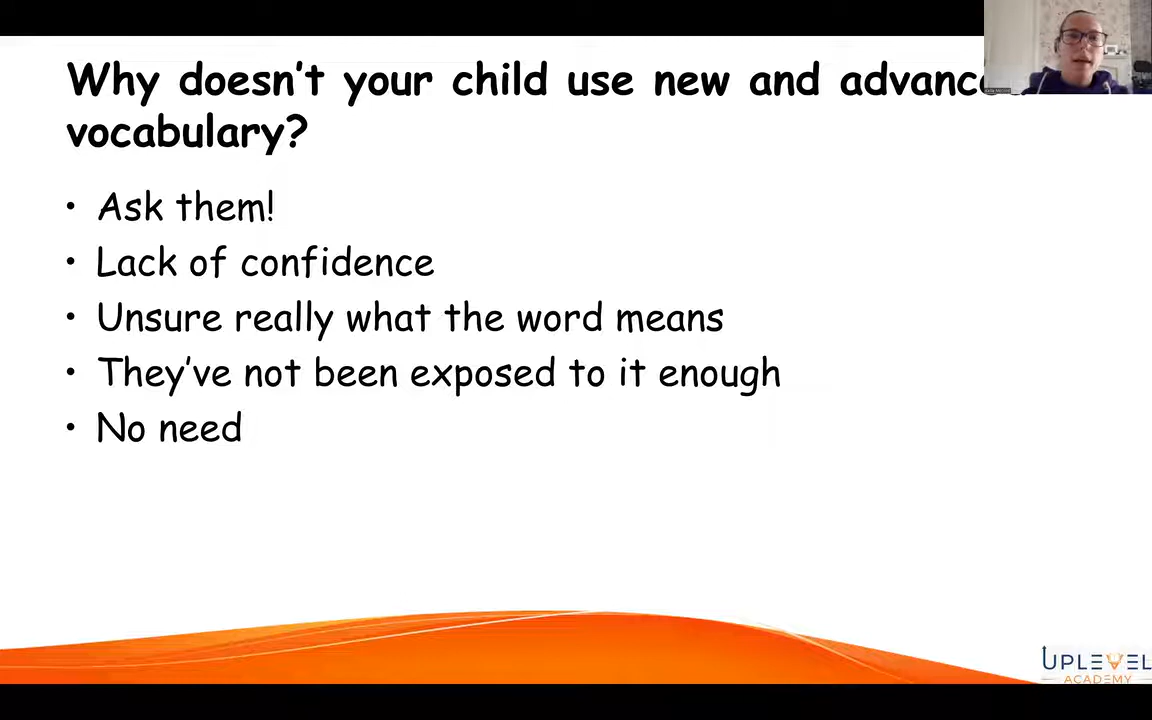 Why doesn't your child use new and advanc
vocabulary?
• Ask them!
• Lack of confidence
• Unsure really what the word means
• They've not been exposed to it enough
• No need
UPLEVEL
ACADEMY